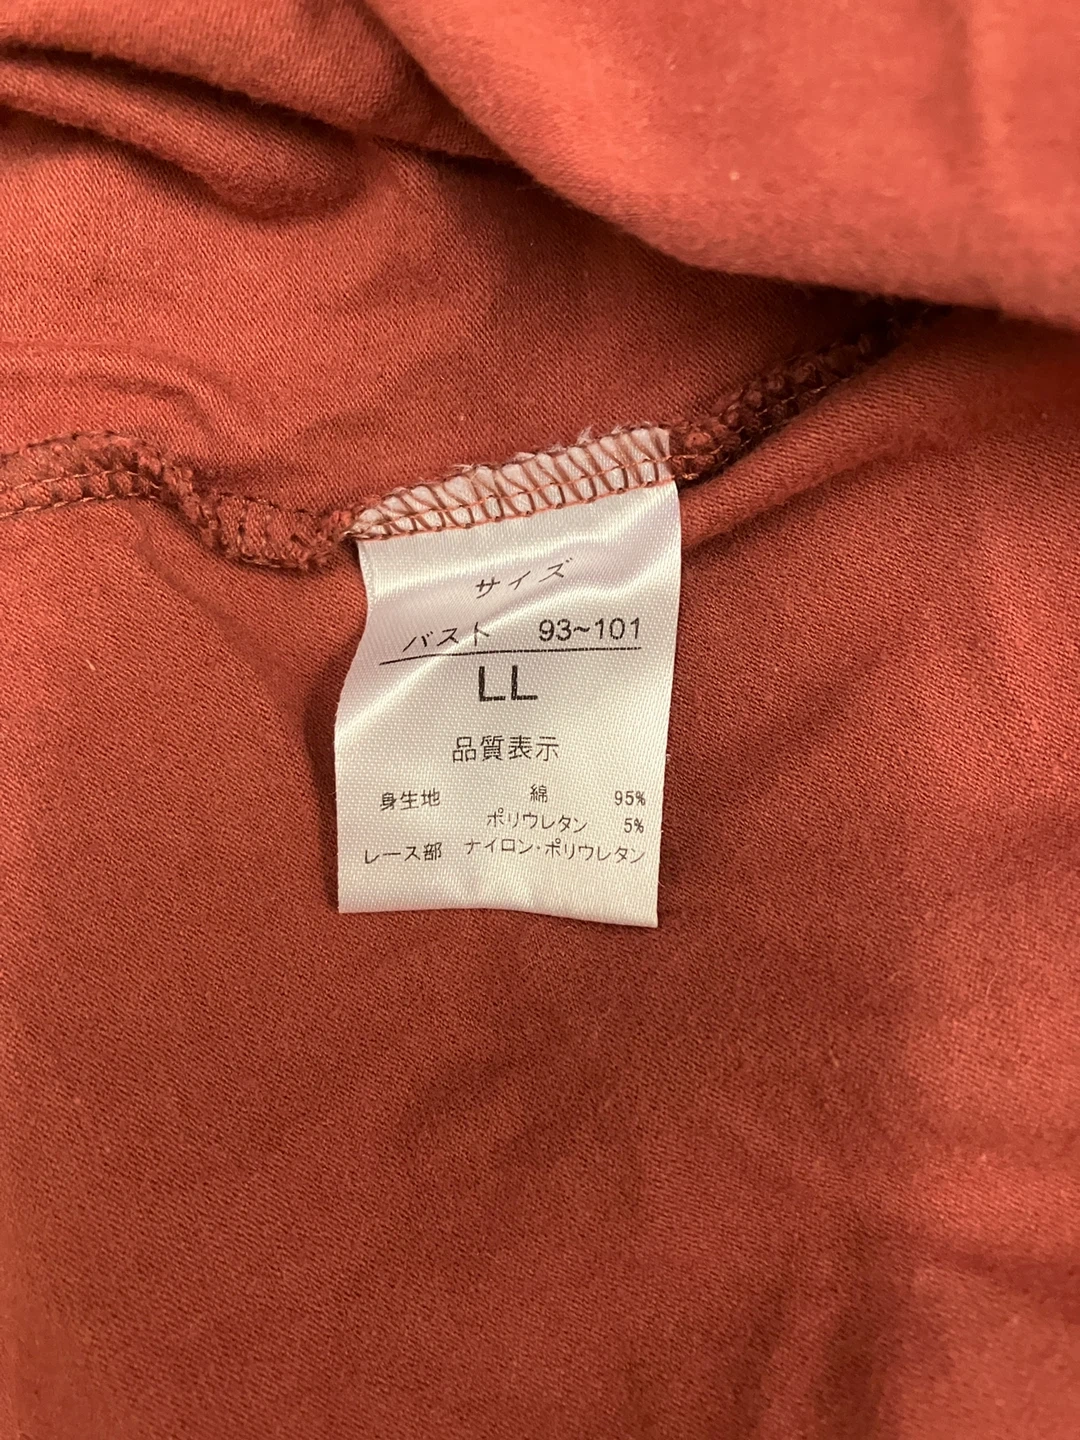 サイズ
バスト 93~101
LL
品質表示
身生地 綿 95%
ポリウレタン 5%
レース部 ナイロン・ポリウレタン